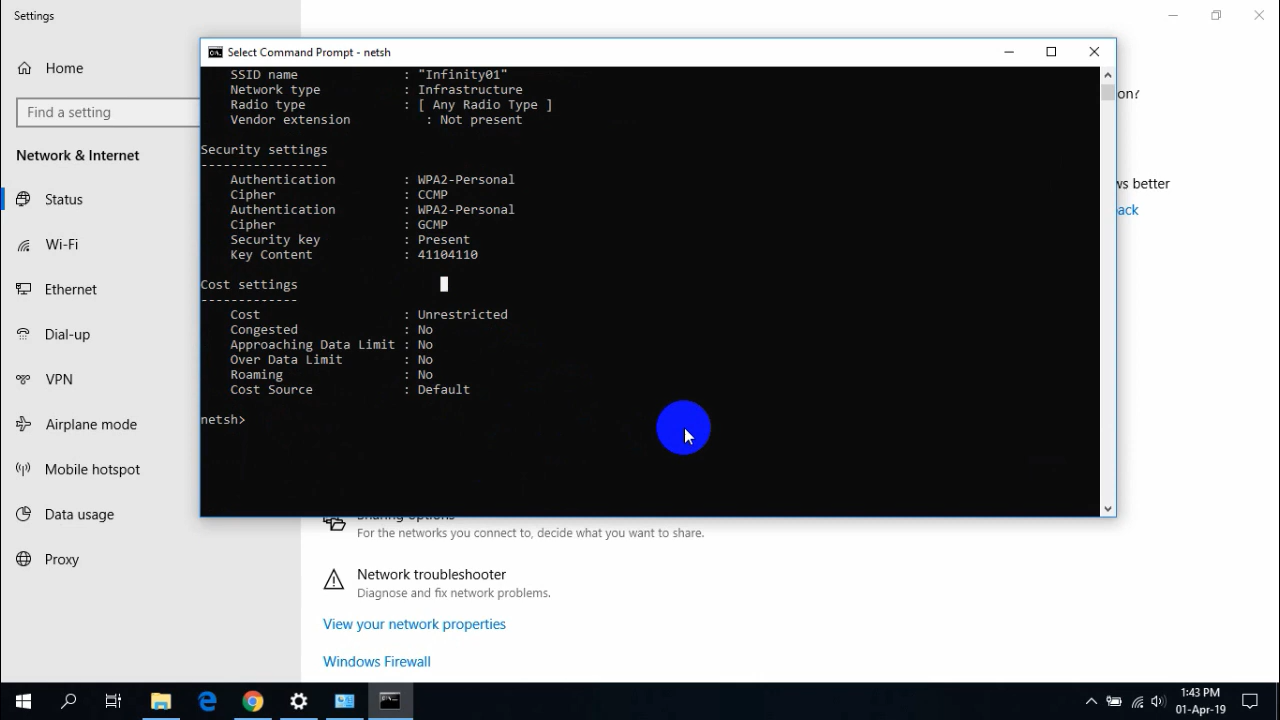 Settings
Home
Find a setting
Network & Internet
Status
Wi-Fi
Ethernet
Dial-up
VPN
Airplane mode
Mobile hotspot
Data usage
Proxy
Select Command Prompt - netsh
SSID name : "Infinity01"
Network type : Infrastructure
Radio type : [ Any Radio Type ]
Vendor extension : Not present
Security settings
-----------------
Authentication : WPA2-Personal
Cipher : CCMP
Authentication : WPA2-Personal
Cipher : GCMP
Security key : Present
Key Content : 41104110
Cost settings
-------------
Cost : Unrestricted
Congested : No
Approaching Data Limit : No
Over Data Limit : No
Roaming : No
Cost Source : Default
netsh>
on?
ws better
ack
Sharing options
For the networks you connect to, decide what you want to share.
Network troubleshooter
Diagnose and fix network problems.
View your network properties
Windows Firewall
1:43 PM
01-Apr-19